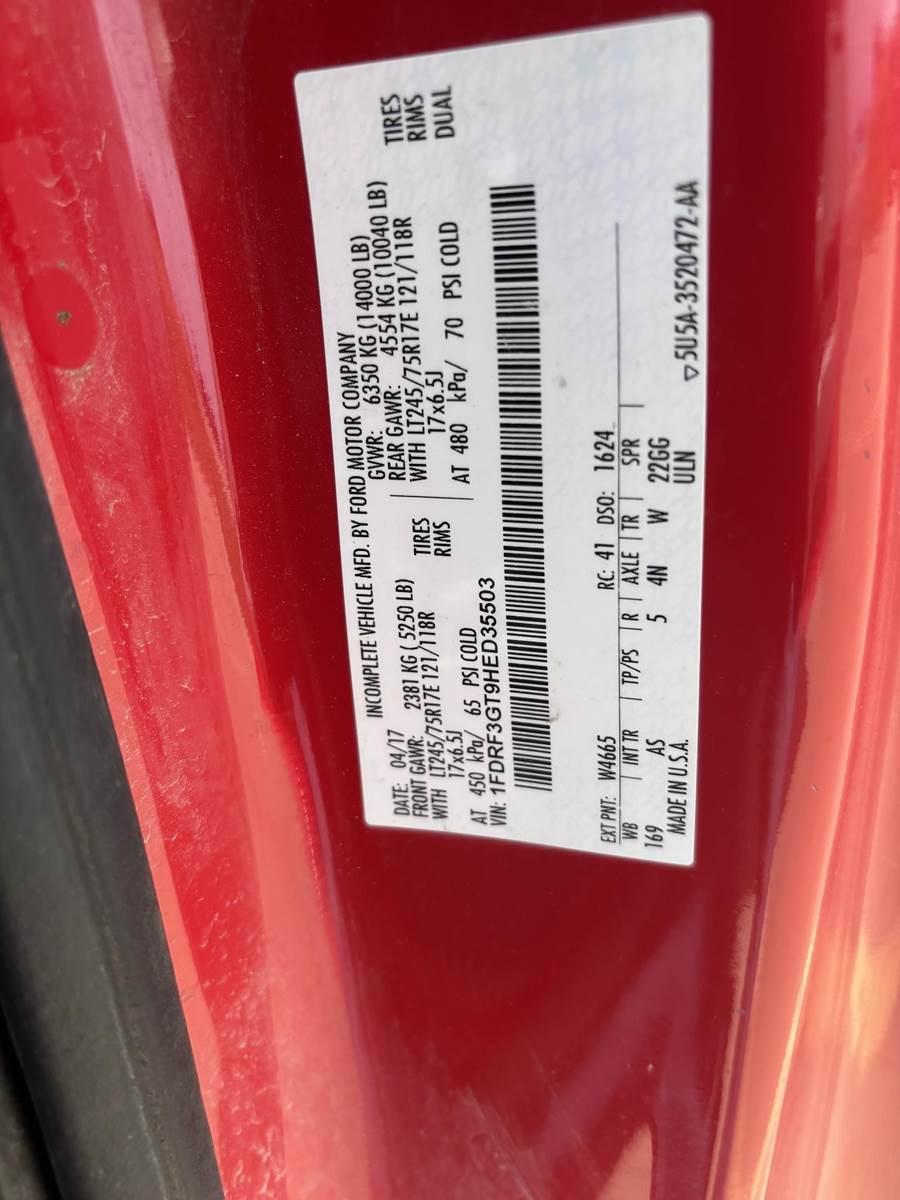 INCOMPLETE VEHICLE MFD. BY FORD MOTOR COMPANY
DATE: 04/17 GVWR: 6350 KG (14000 LB)
FRONT GAWR: 2381 KG ( 5250 LB) REAR GAWR: 4554 KG (10040 LB)
WITH LT245/75R17E 121/118R TIRES WITH LT245/75R17E 121/118R TIRES
17x6.5J RIMS 17x6.5J RIMS
AT 450 kPa/ 65 PSI COLD AT 480 kPa/ 70 PSI COLD DUAL
VIN: 1FDRF3GT9HED35503
EXT PNT: W4665 RC: 41 DSO: 1624
WB | INT TR | TP/PS | R | AXLE | TR | SPR |
169 AS 5 4N W 22GG
MADE IN U.S.A. ULN
▽5U5A-3520472-AA